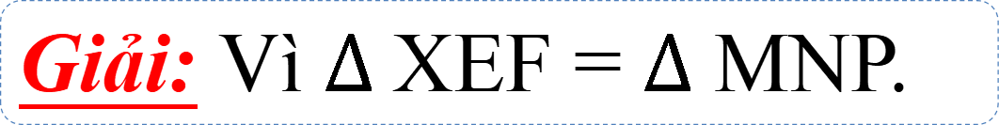 Giải: Vì Δ XEF = Δ MNP.